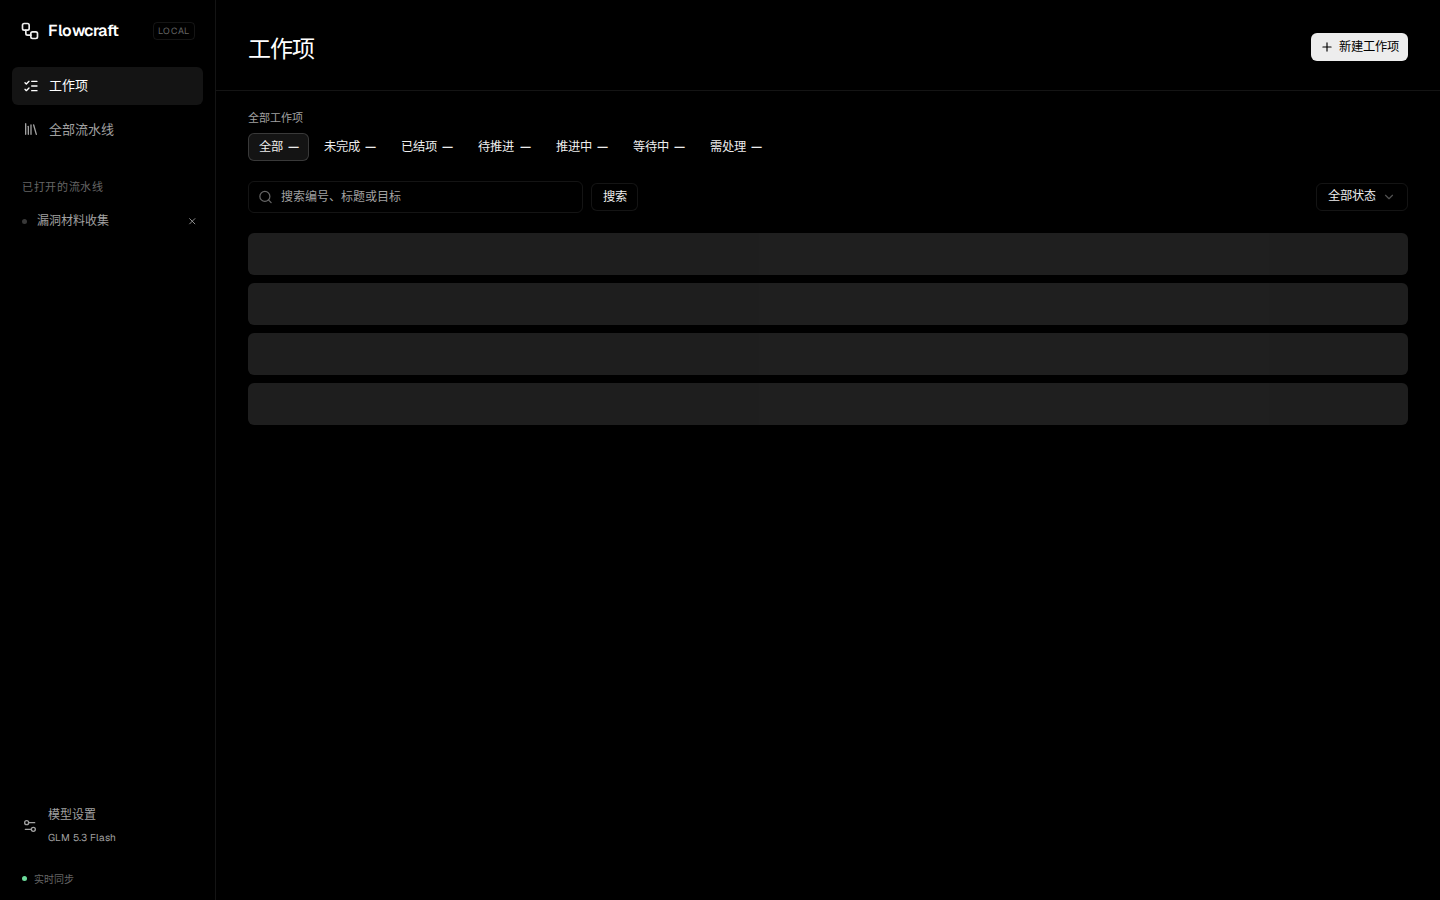 Flowcraft LOCAL
工作项
全部流水线
已打开的流水线
漏洞材料收集
模型设置
GLM 5.3 Flash
实时同步
工作项
新建工作项
全部工作项
全部 — 未完成 — 已结项 — 待推进 — 推进中 — 等待中 — 需处理 —
搜索编号、标题或目标 搜索 全部状态